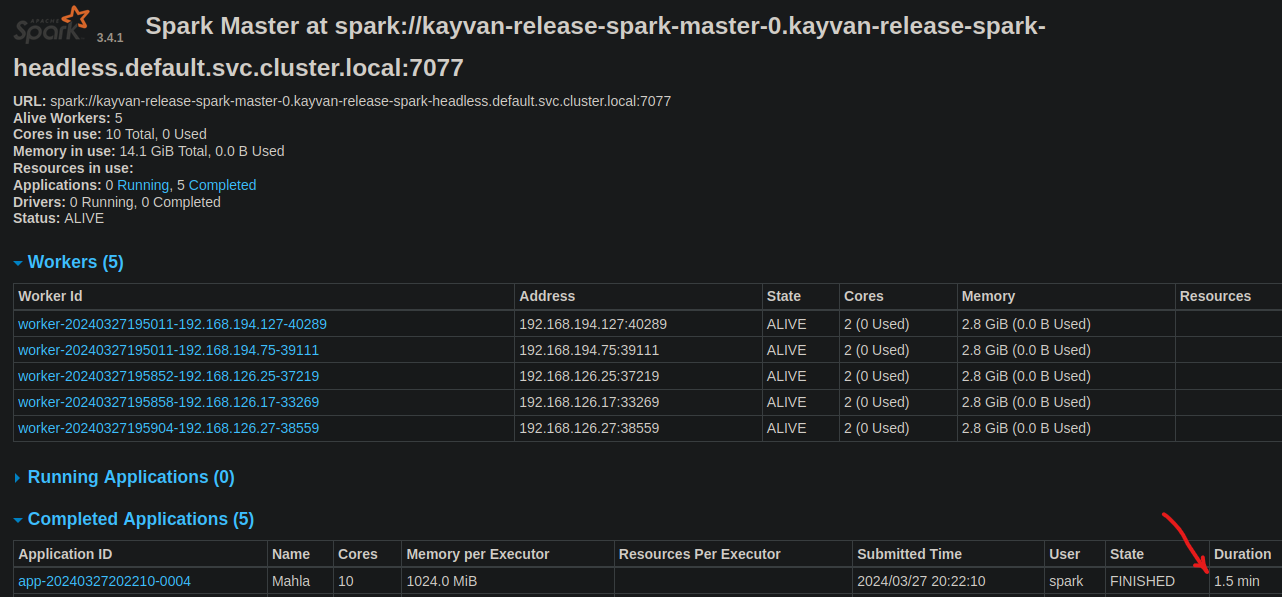 APACHE
Spark 3.4.1 Spark Master at spark://kayvan-release-spark-master-0.kayvan-release-spark-
headless.default.svc.cluster.local:7077
URL: spark://kayvan-release-spark-master-0.kayvan-release-spark-headless.default.svc.cluster.local:7077
Alive Workers: 5
Cores in use: 10 Total, 0 Used
Memory in use: 14.1 GiB Total, 0.0 B Used
Resources in use:
Applications: 0 Running, 5 Completed
Drivers: 0 Running, 0 Completed
Status: ALIVE
Workers (5)
Worker Id Address State Cores Memory Resources
worker-20240327195011-192.168.194.127-40289 192.168.194.127:40289 ALIVE 2 (0 Used) 2.8 GiB (0.0 B Used)
worker-20240327195011-192.168.194.75-39111 192.168.194.75:39111 ALIVE 2 (0 Used) 2.8 GiB (0.0 B Used)
worker-20240327195852-192.168.126.25-37219 192.168.126.25:37219 ALIVE 2 (0 Used) 2.8 GiB (0.0 B Used)
worker-20240327195858-192.168.126.17-33269 192.168.126.17:33269 ALIVE 2 (0 Used) 2.8 GiB (0.0 B Used)
worker-20240327195904-192.168.126.27-38559 192.168.126.27:38559 ALIVE 2 (0 Used) 2.8 GiB (0.0 B Used)
Running Applications (0)
Completed Applications (5)
Application ID Name Cores Memory per Executor Resources Per Executor Submitted Time User State Duration
app-20240327202210-0004 Mahla 10 1024.0 MiB 2024/03/27 20:22:10 spark FINISHED 1.5 min